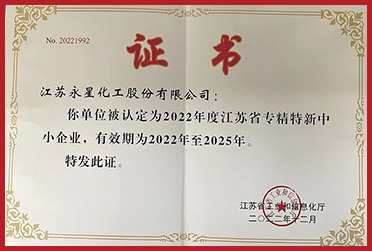 No. 20221992
证书
江苏永星化工股份有限公司：
你单位被认定为2022年度江苏省专精特新中
小企业，有效期为2022年至2025年。
特发此证。
江苏省工业和信息化厅
二〇二二年十二月